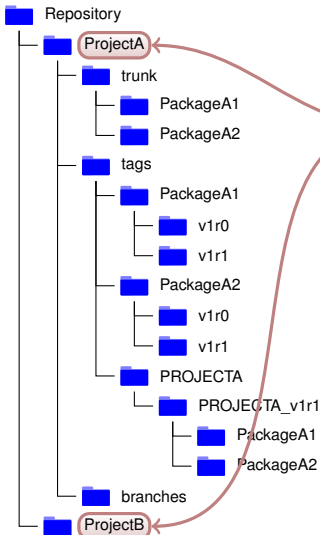 Repository
ProjectA
trunk
PackageA1
PackageA2
tags
PackageA1
v1r0
v1r1
PackageA2
v1r0
v1r1
PROJECTA
PROJECTA_v1r1
PackageA1
PackageA2
branches
ProjectB